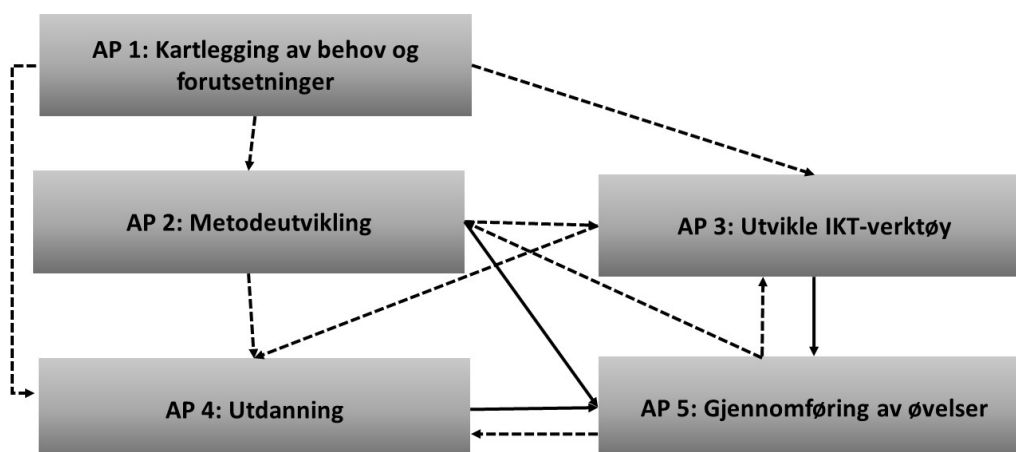 AP 1: Kartlegging av behov og
forutsetninger
AP 2: Metodeutvikling
AP 3: Utvikle IKT-verktøy
AP 4: Utdanning
AP 5: Gjennomføring av øvelser